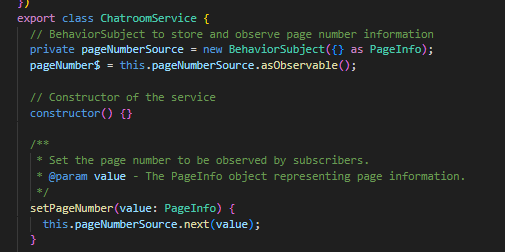 })
export class ChatroomService {
// BehaviorSubject to store and observe page number information
private pageNumberSource = new BehaviorSubject({} as PageInfo);
pageNumber$ = this.pageNumberSource.asObservable();
// Constructor of the service
constructor() {}
/**
* Set the page number to be observed by subscribers.
* @param value - The PageInfo object representing page information.
*/
setPageNumber(value: PageInfo) {
this.pageNumberSource.next(value);
}